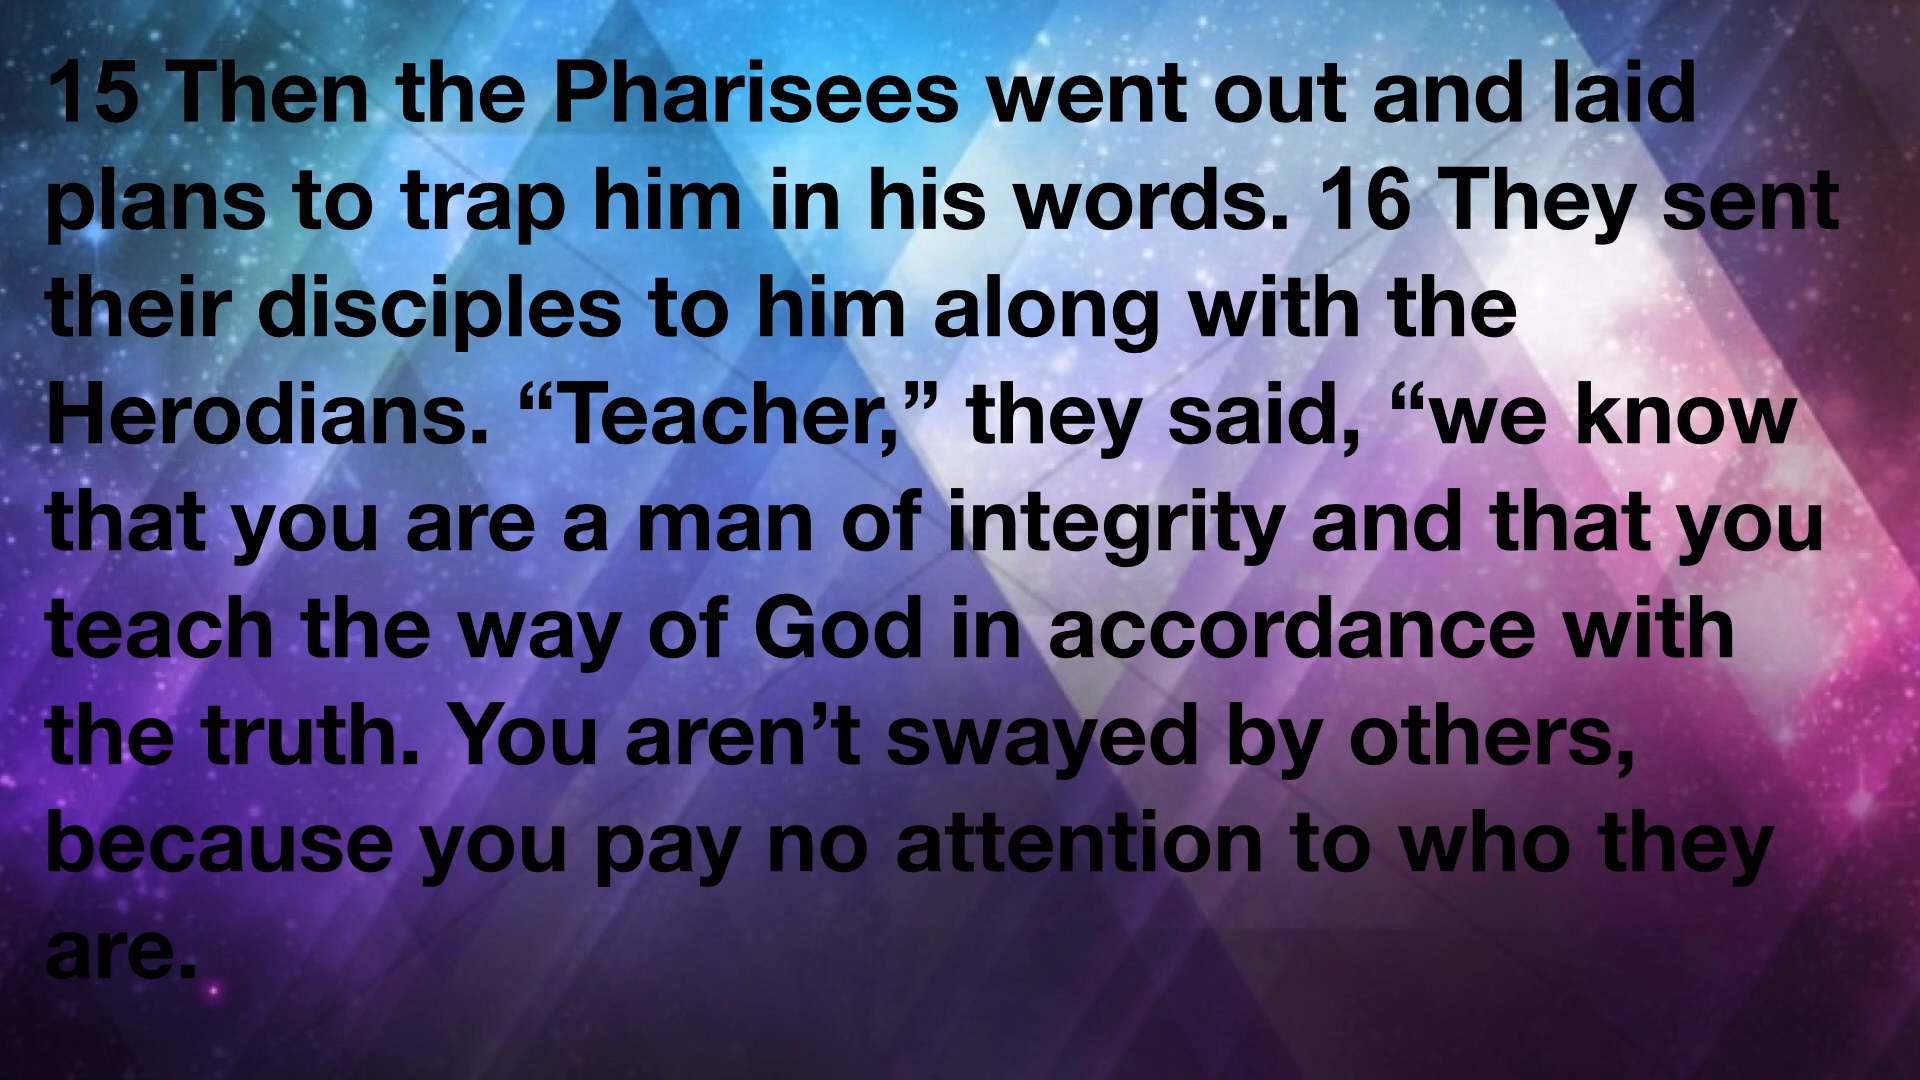 15 Then the Pharisees went out and laid
plans to trap him in his words. 16 They sent
their disciples to him along with the
Herodians. “Teacher,” they said, “we know
that you are a man of integrity and that you
teach the way of God in accordance with
the truth. You aren’t swayed by others,
because you pay no attention to who they
are.